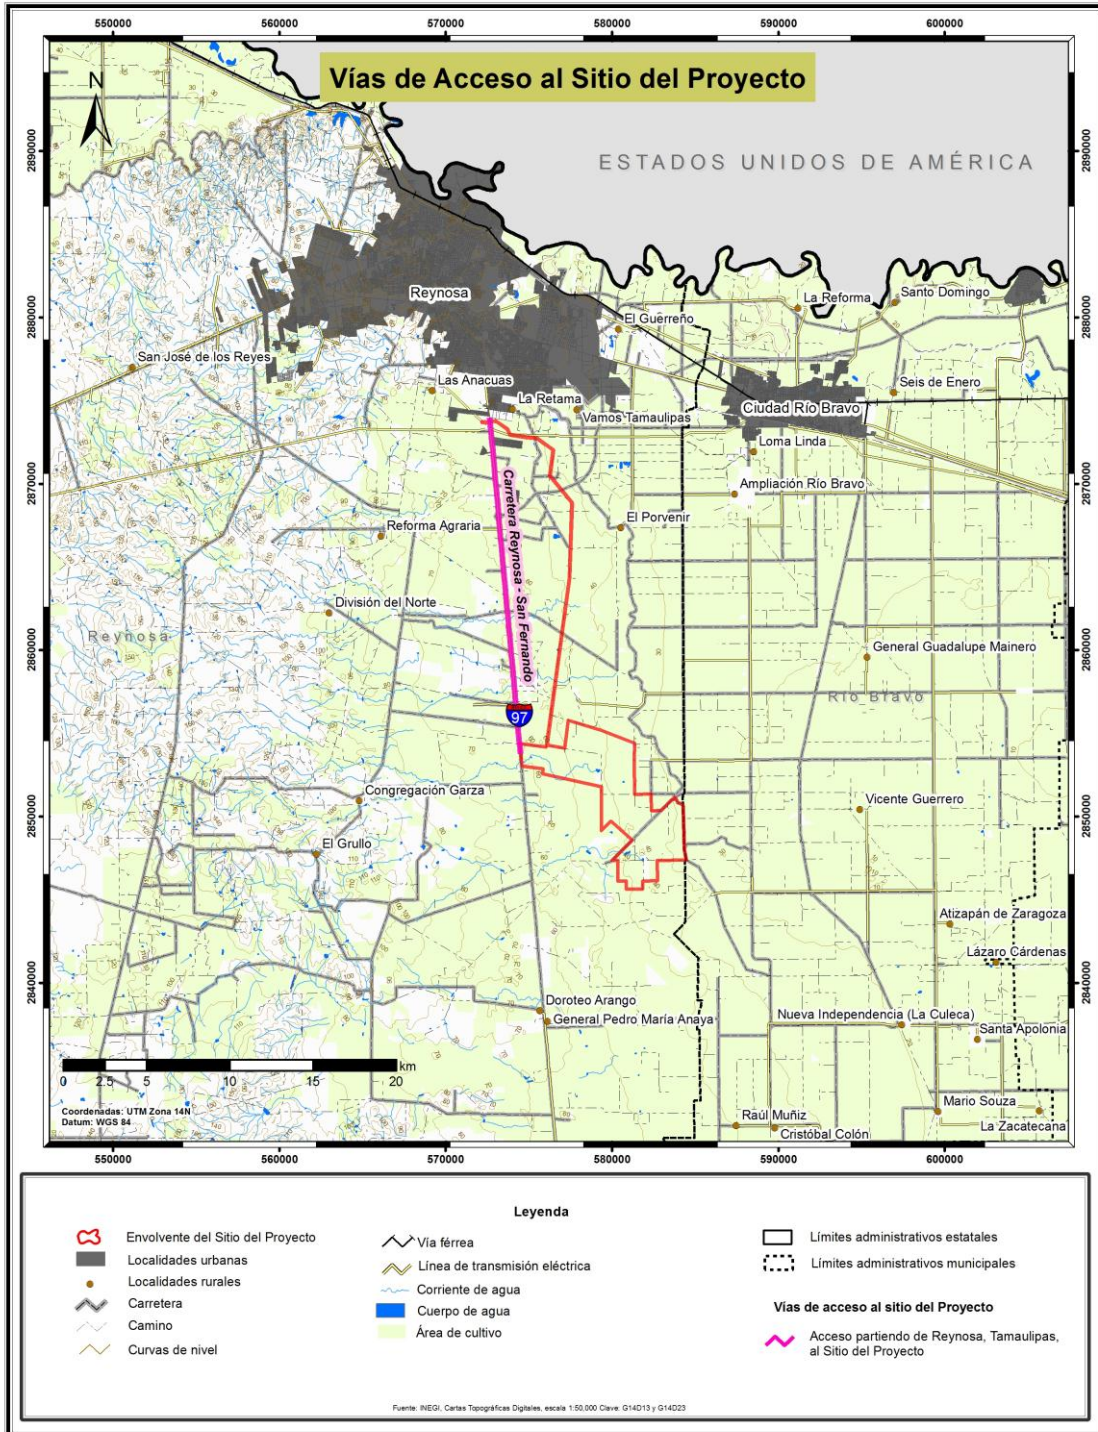 550000
560000
570000
580000
590000
600000
Vías de Acceso al Sitio del Proyecto
N
2890000
2890000
ESTADOS UNIDOS DE AMÉRICA
Reynosa
La Reforma
Santo Domingo
2880000
2880000
El Guerreño
San José de los Reyes
Las Anacuas
Seis de Enero
La Retama
Vamos Tamaulipas
Ciudad Río Bravo
Loma Linda
2870000
2870000
Ampliación Río Bravo
Carretera Reynosa - San Fernando
Reforma Agraria
El Porvenir
División del Norte
Reynosa
2860000
2860000
General Guadalupe Mainero
Río Bravo
97
Congregación Garza
Vicente Guerrero
2850000
2850000
El Grullo
Atizapán de Zaragoza
Lázaro Cárdenas
2840000
2840000
Doroteo Arango
General Pedro María Anaya
Nueva Independencia (La Culeca)
Santa Apolonia
0 2.5 5 10 15 20 km
Mario Souza
Raúl Muñiz
La Zacatecana
Cristóbal Colón
Coordenadas: UTM Zona 14N
Datum: WGS 84
550000
560000
570000
580000
590000
600000
Leyenda
Envolvente del Sitio del Proyecto
Localidades urbanas
Localidades rurales
Carretera
Camino
Curvas de nivel
Vía férrea
Línea de transmisión eléctrica
Corriente de agua
Cuerpo de agua
Área de cultivo
Límites administrativos estatales
Límites administrativos municipales
Vías de acceso al sitio del Proyecto
Acceso partiendo de Reynosa, Tamaulipas,
al Sitio del Proyecto
Fuente: INEGI, Cartas Topográficas Digitales, escala 1:50,000 Clave: G14D13 y G14D23